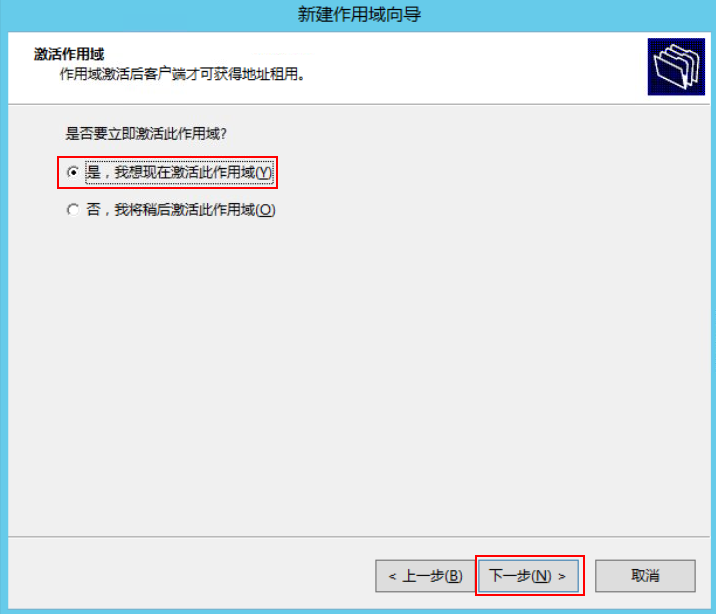 新建作用域向导
激活作用域
作用域激活后客户端才可获得地址租用。
是否要立即激活此作用域?
是，我想现在激活此作用域(Y)
否，我将稍后激活此作用域(O)
< 上一步(B) 下一步(N) > 取消